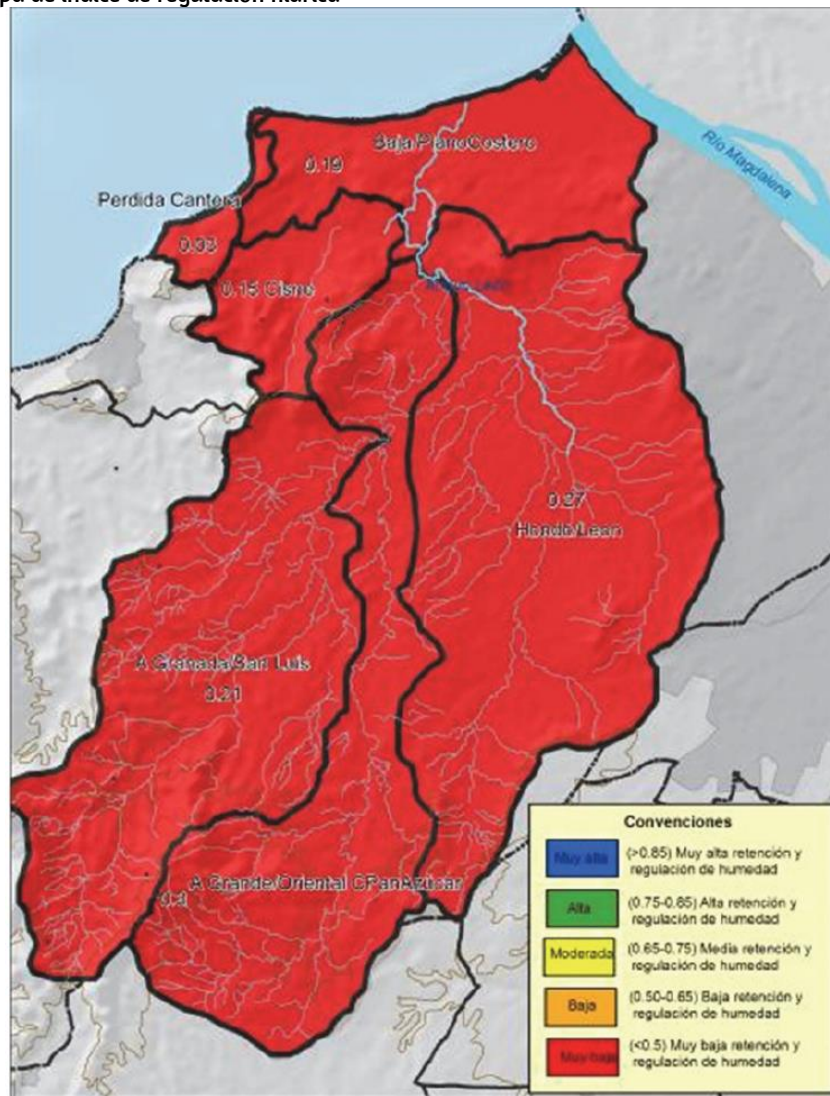 Baja/PlanoCostero
0.19
Perdida Cantera
0.33
0.15 Cisne
Río Magdalena
0.27
Hondo/Leon
A Granada/San Luis
0.21
A Grande/Oriental CPanAzúcar
0.3
Convenciones
Muy alta
(>0.85) Muy alta retención y
regulación de humedad
Alta
(0.75-0.85) Alta retención y
regulación de humedad
Moderada
(0.65-0.75) Media retención y
regulación de humedad
Baja
(0.50-0.65) Baja retención y
regulación de humedad
Muy baja
(<0.5) Muy baja retención y
regulación de humedad